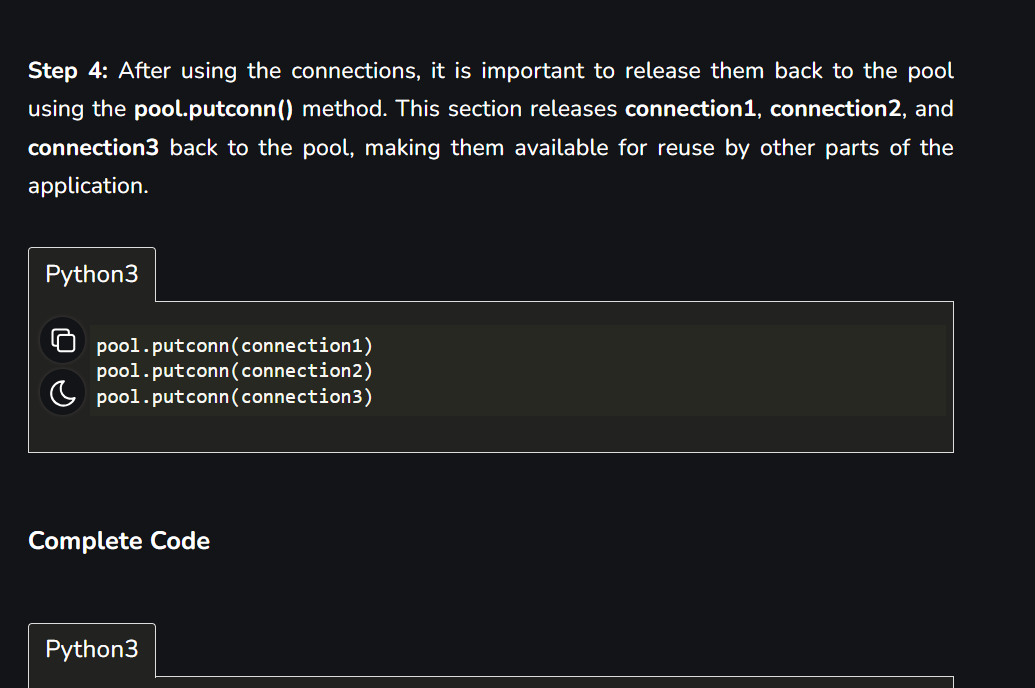 Step 4: After using the connections, it is important to release them back to the pool
using the pool.putconn() method. This section releases connection1, connection2, and
connection3 back to the pool, making them available for reuse by other parts of the
application.
Python3
pool.putconn(connection1)
pool.putconn(connection2)
pool.putconn(connection3)
Complete Code
Python3